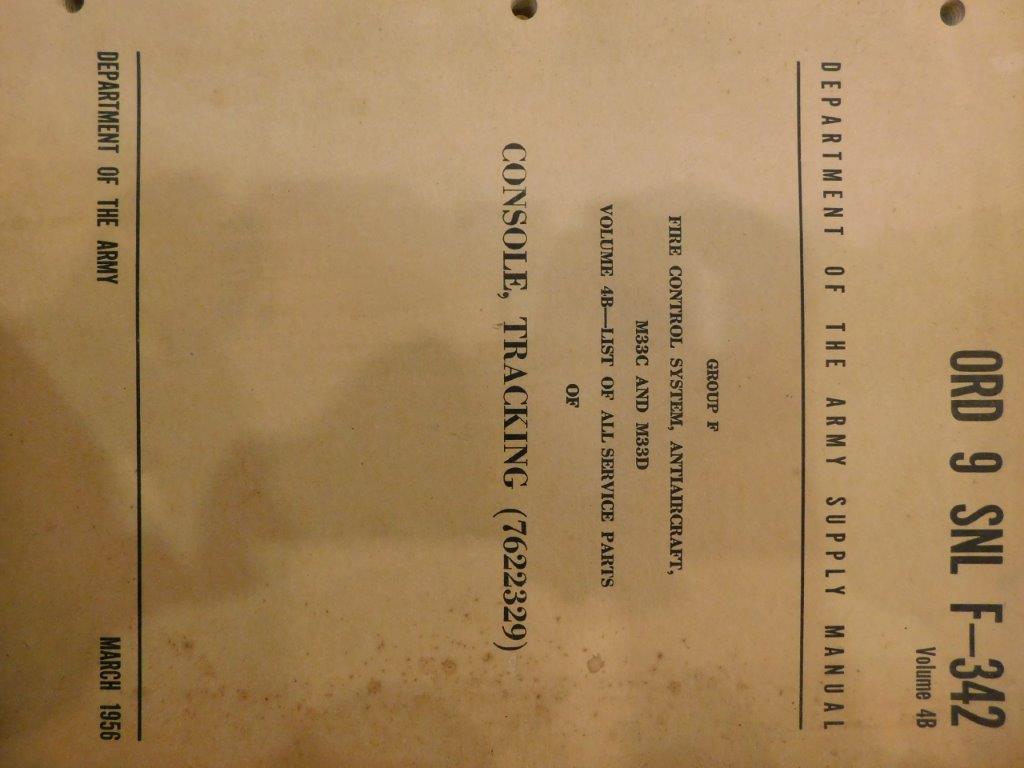 ORD 9 SNL F—342
Volume 4B
DEPARTMENT OF THE ARMY SUPPLY MANUAL
GROUP F
FIRE CONTROL SYSTEM, ANTIAIRCRAFT,
M33C AND M33D
VOLUME 4B—LIST OF ALL SERVICE PARTS
OF
CONSOLE, TRACKING (7622329)
DEPARTMENT OF THE ARMY MARCH 1956